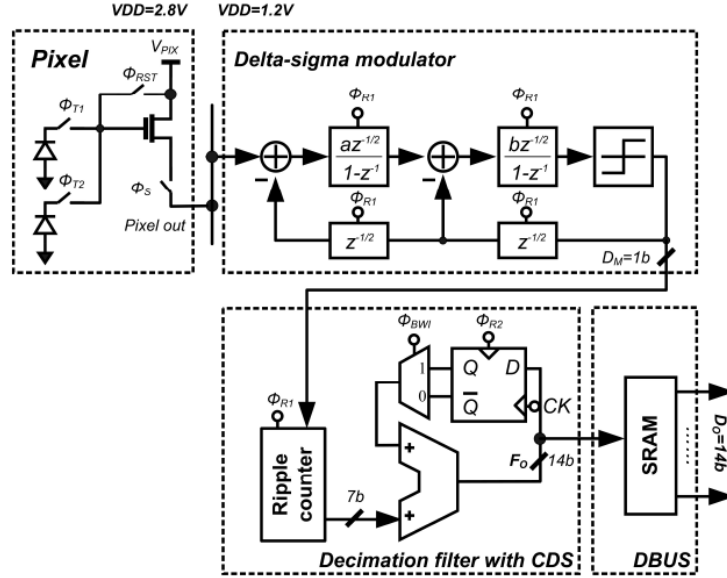 VDD=2.8V VDD=1.2V
Pixel
V_PIX
Φ_RST
Φ_T1
Φ_T2
Φ_S
Pixel out
Delta-sigma modulator
Φ_R1
Φ_R1
az^-1/2
1-z^-1
bz^-1/2
1-z^-1
Φ_R1
Φ_R1
z^-1/2
z^-1/2
D_M=1b
Φ_BWI
Φ_R2
1
0
Q D
Q̅ CK
Φ_R1
Ripple
counter
7b
F_O 14b
Decimation filter with CDS
SRAM
D_O=14b
DBUS